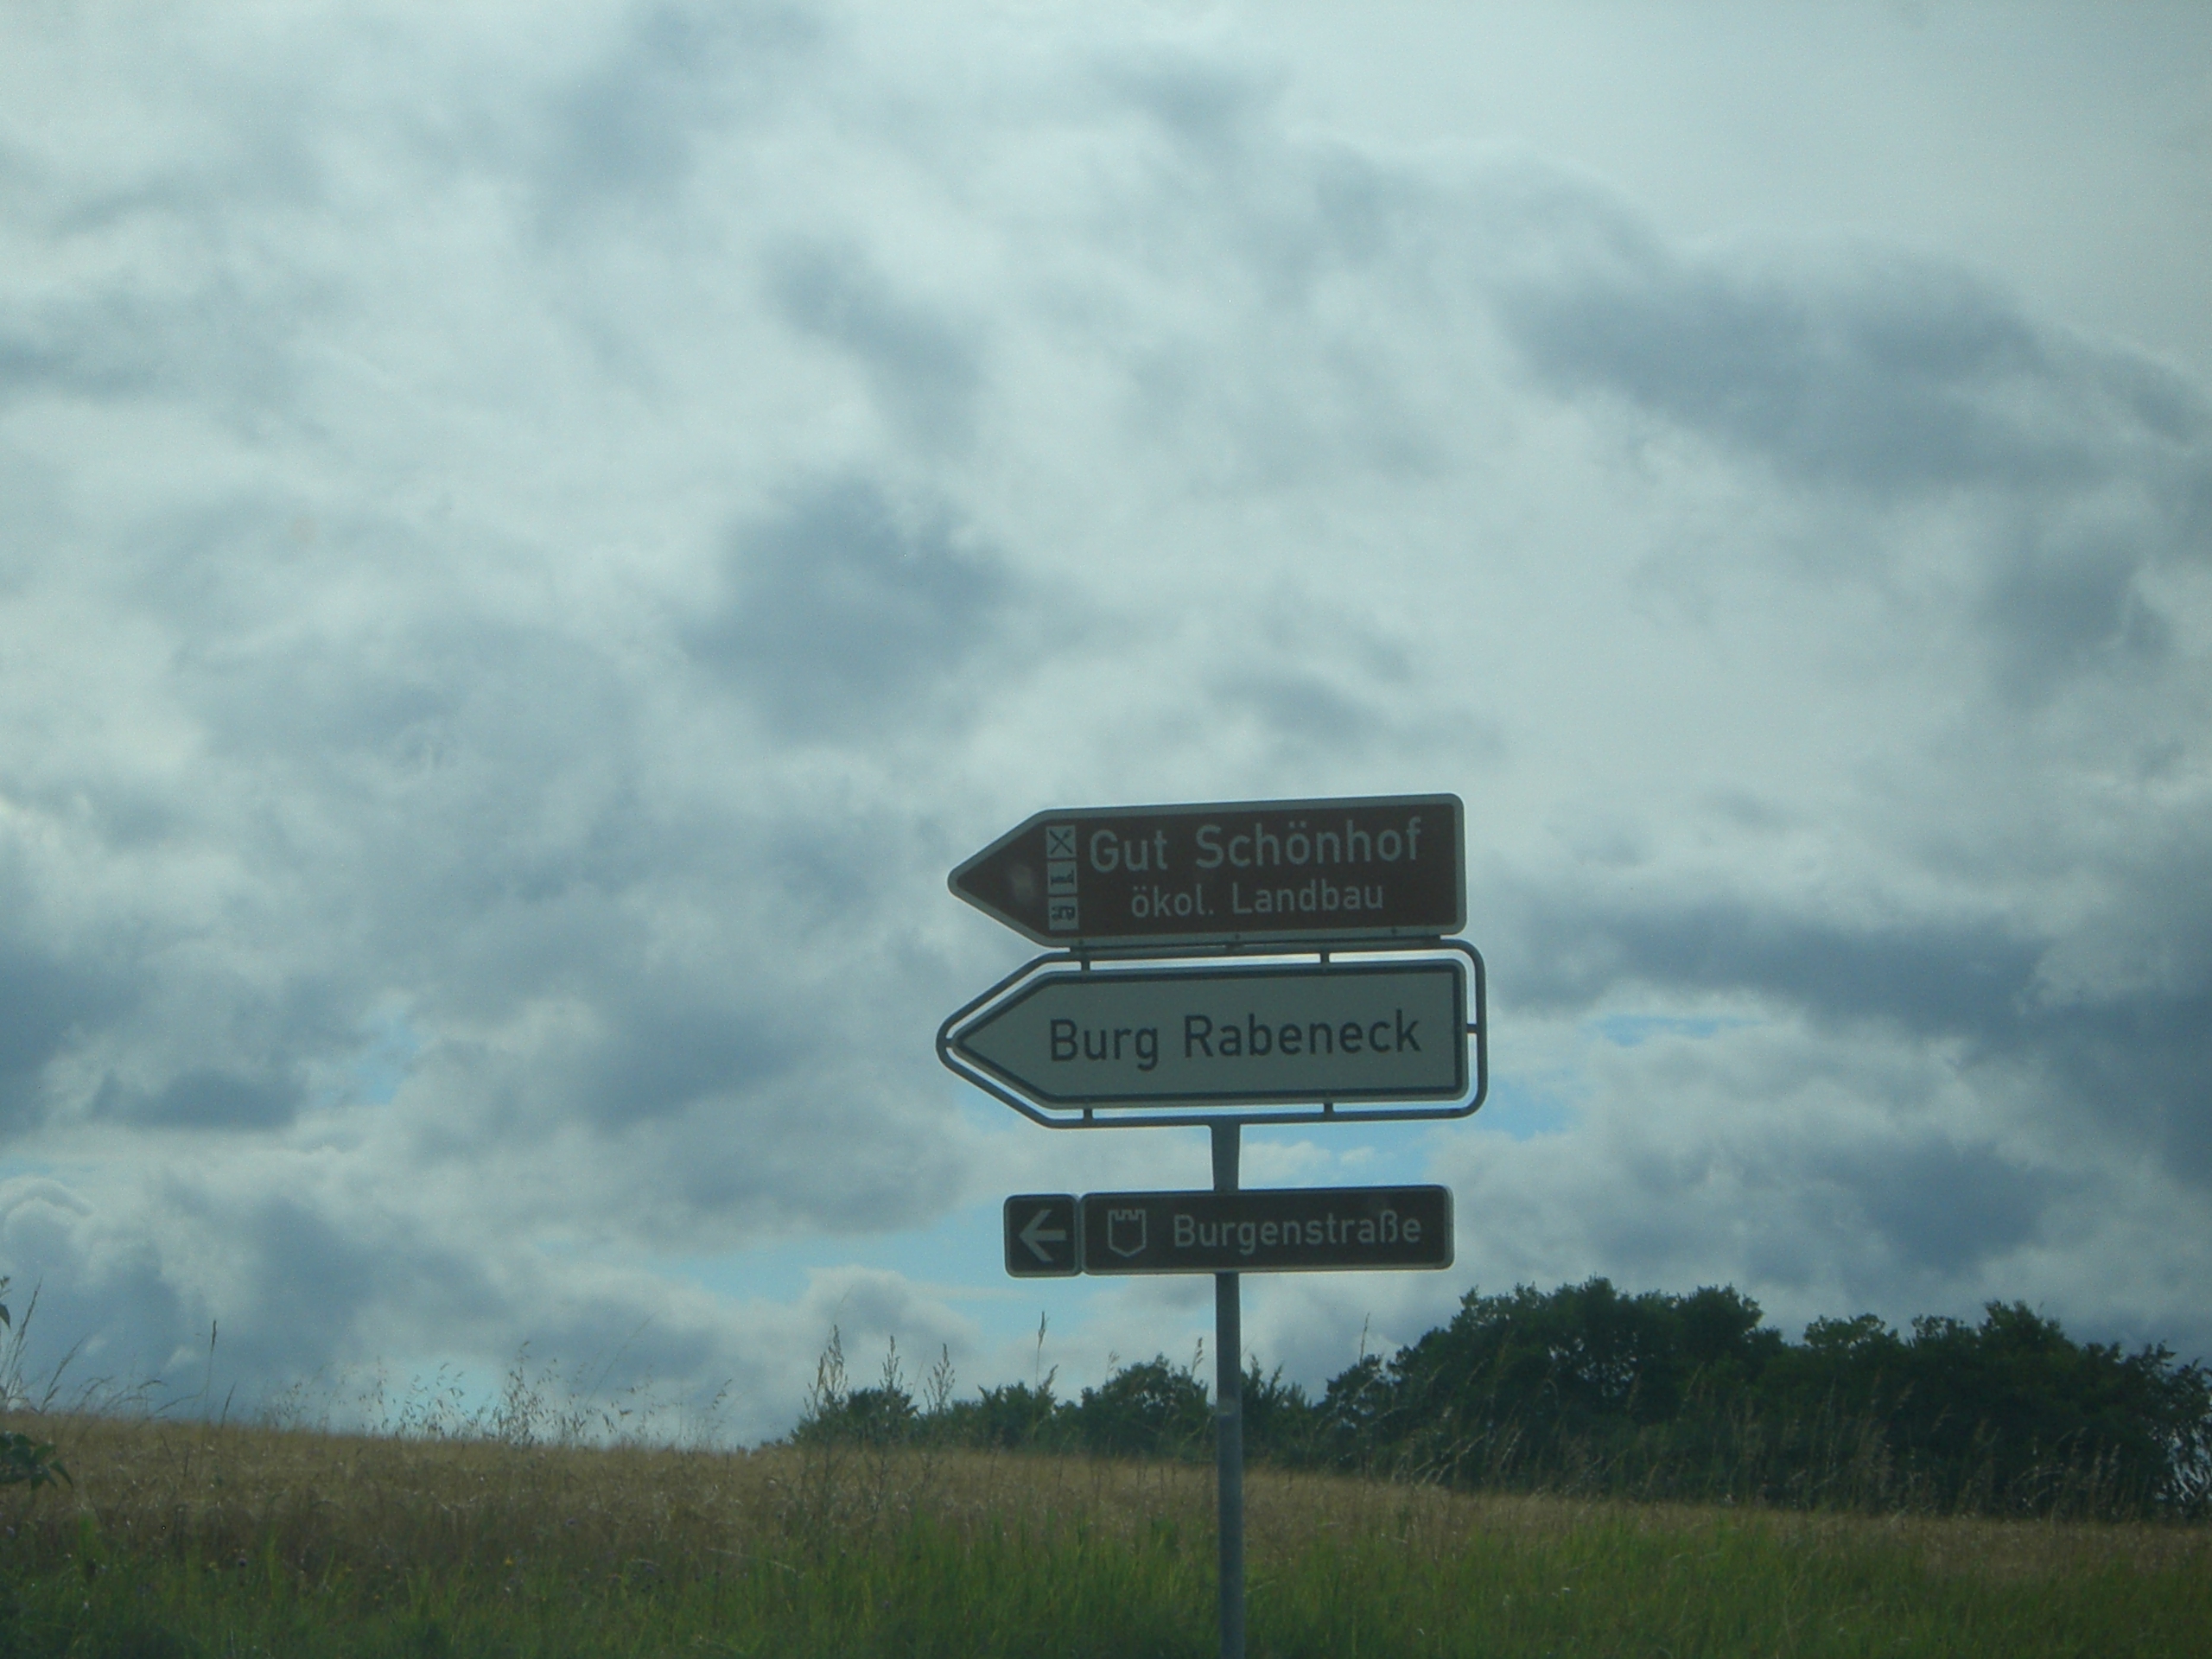 Gut Schönhof
ökol. Landbau
Burg Rabeneck
Burgenstraße